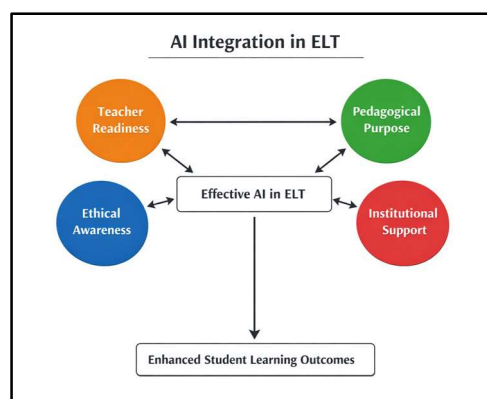 AI Integration in ELT
Teacher
Readiness
Pedagogical
Purpose
Effective AI in ELT
Ethical
Awareness
Institutional
Support
Enhanced Student Learning Outcomes